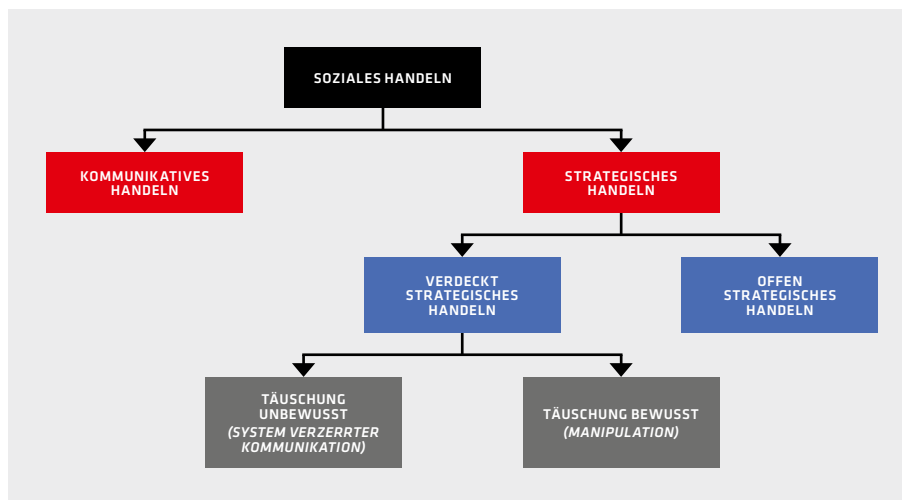 SOZIALES HANDELN
KOMMUNIKATIVES
HANDELN
STRATEGISCHES
HANDELN
VERDECKT
STRATEGISCHES
HANDELN
OFFEN
STRATEGISCHES
HANDELN
TÄUSCHUNG
UNBEWUSST
(SYSTEM VERZERRTER
KOMMUNIKATION)
TÄUSCHUNG BEWUSST
(MANIPULATION)